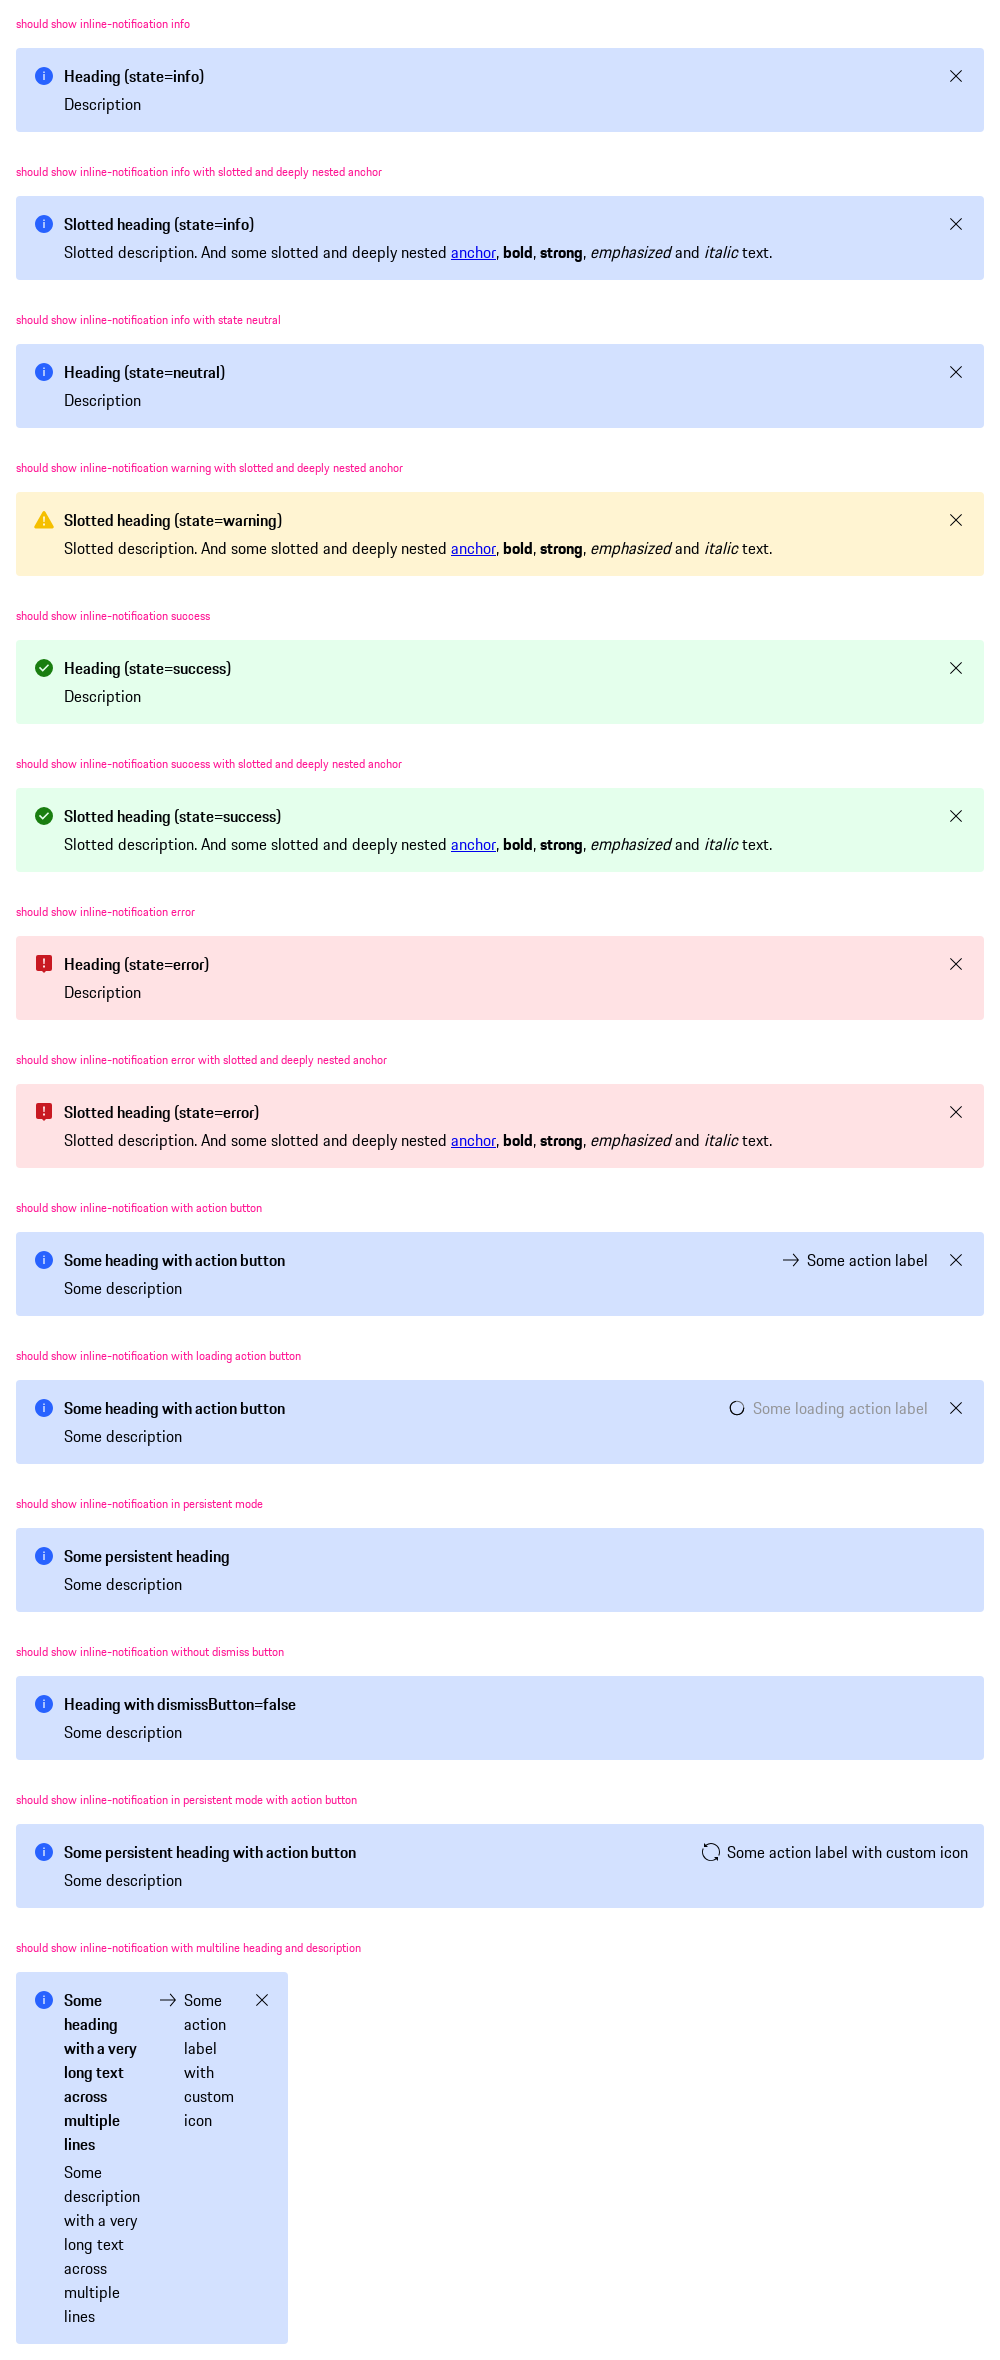 should show inline-notification info
Heading (state=info)
Description
should show inline-notification info with slotted and deeply nested anchor
Slotted heading (state=info)
Slotted description. And some slotted and deeply nested anchor, bold, strong, emphasized and italic text.
should show inline-notification info with state neutral
Heading (state=neutral)
Description
should show inline-notification warning with slotted and deeply nested anchor
Slotted heading (state=warning)
Slotted description. And some slotted and deeply nested anchor, bold, strong, emphasized and italic text.
should show inline-notification success
Heading (state=success)
Description
should show inline-notification success with slotted and deeply nested anchor
Slotted heading (state=success)
Slotted description. And some slotted and deeply nested anchor, bold, strong, emphasized and italic text.
should show inline-notification error
Heading (state=error)
Description
should show inline-notification error with slotted and deeply nested anchor
Slotted heading (state=error)
Slotted description. And some slotted and deeply nested anchor, bold, strong, emphasized and italic text.
should show inline-notification with action button
Some heading with action button
Some action label
Some description
should show inline-notification with loading action button
Some heading with action button
Some loading action label
Some description
should show inline-notification in persistent mode
Some persistent heading
Some description
should show inline-notification without dismiss button
Heading with dismissButton=false
Some description
should show inline-notification in persistent mode with action button
Some persistent heading with action button
Some action label with custom icon
Some description
should show inline-notification with multiline heading and description
Some
heading
with a very
long text
across
multiple
lines
Some
description
with a very
long text
across
multiple
lines
Some
action
label
with
custom
icon